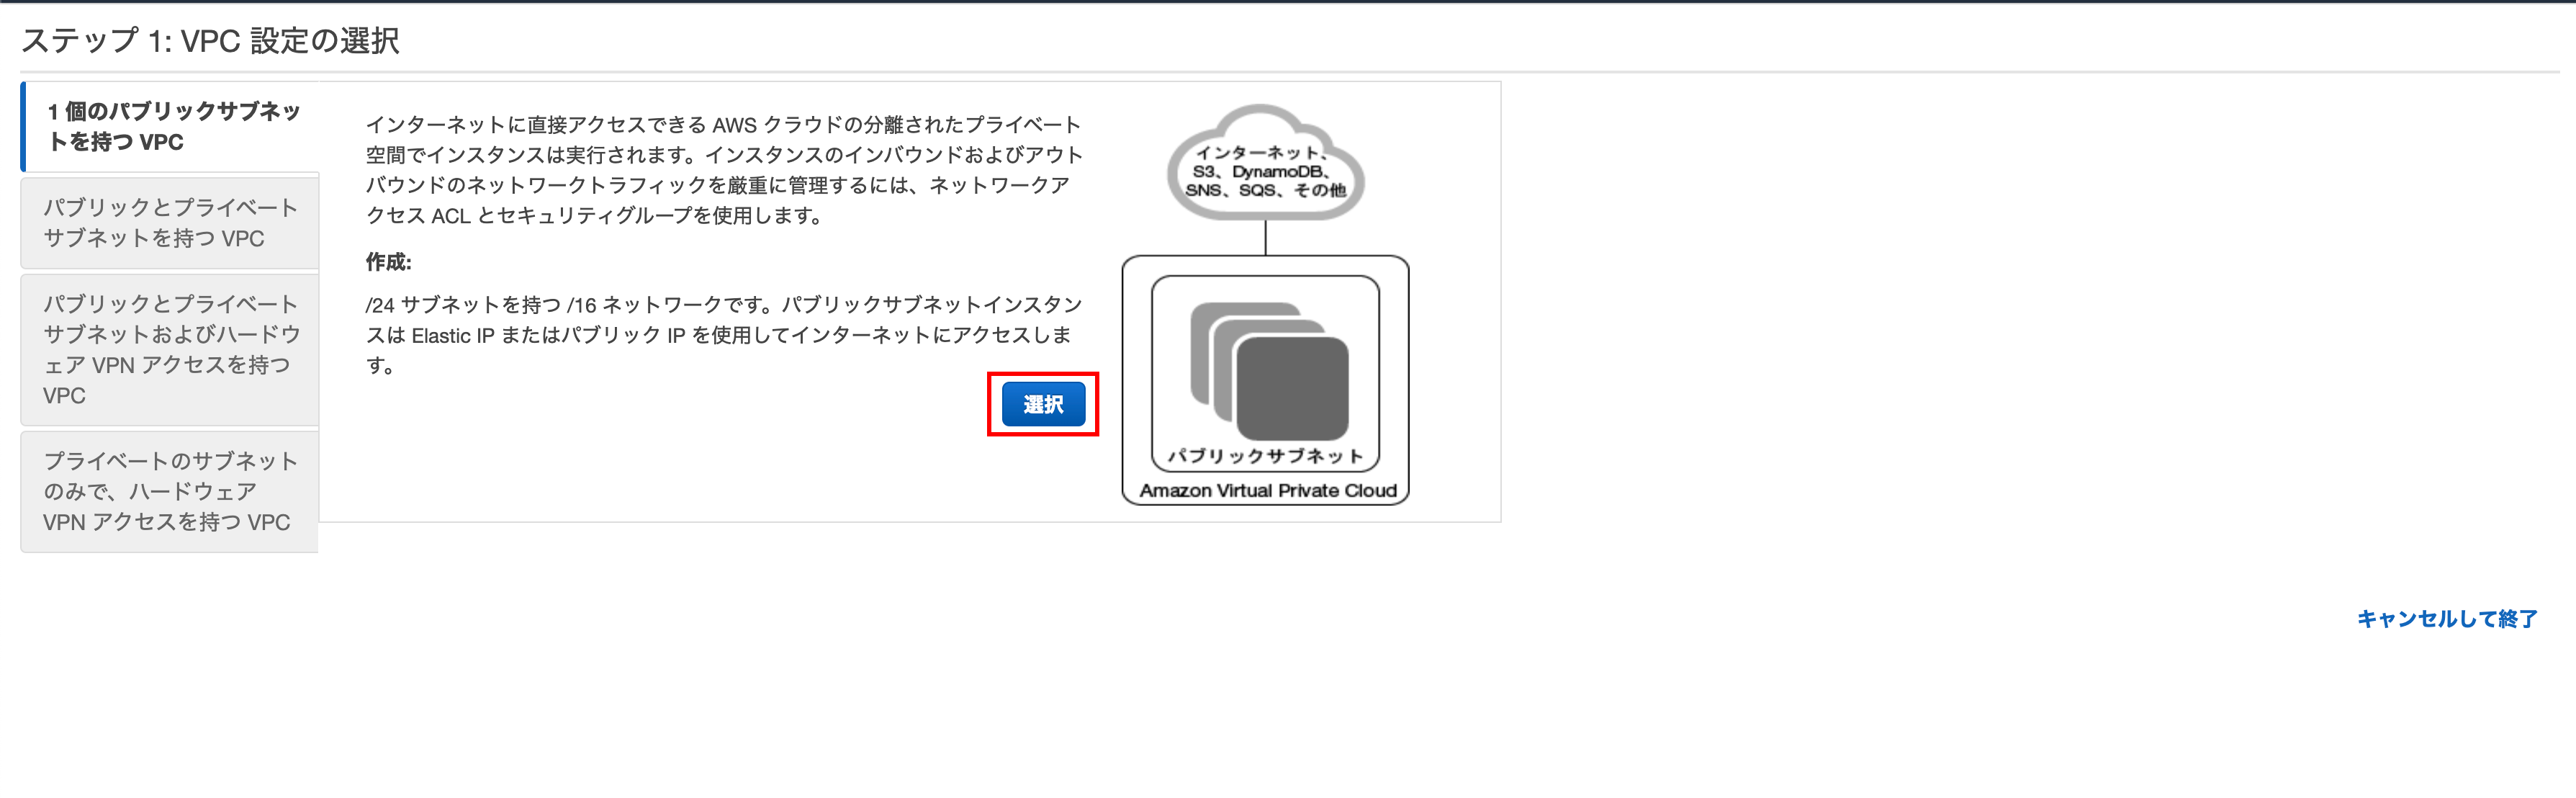 ステップ 1: VPC 設定の選択
1 個のパブリックサブネッ
トを持つ VPC
パブリックとプライベート
サブネットを持つ VPC
パブリックとプライベート
サブネットおよびハードウ
ェア VPN アクセスを持つ
VPC
プライベートのサブネット
のみで、ハードウェア
VPN アクセスを持つ VPC
インターネットに直接アクセスできる AWS クラウドの分離されたプライベート
空間でインスタンスは実行されます。インスタンスのインバウンドおよびアウト
バウンドのネットワークトラフィックを厳重に管理するには、ネットワークア
クセス ACL とセキュリティグループを使用します。
作成:
/24 サブネットを持つ /16 ネットワークです。パブリックサブネットインスタン
スは Elastic IP またはパブリック IP を使用してインターネットにアクセスしま
す。
選択
インターネット、
S3、DynamoDB、
SNS、SQS、その他
パブリックサブネット
Amazon Virtual Private Cloud
キャンセルして終了